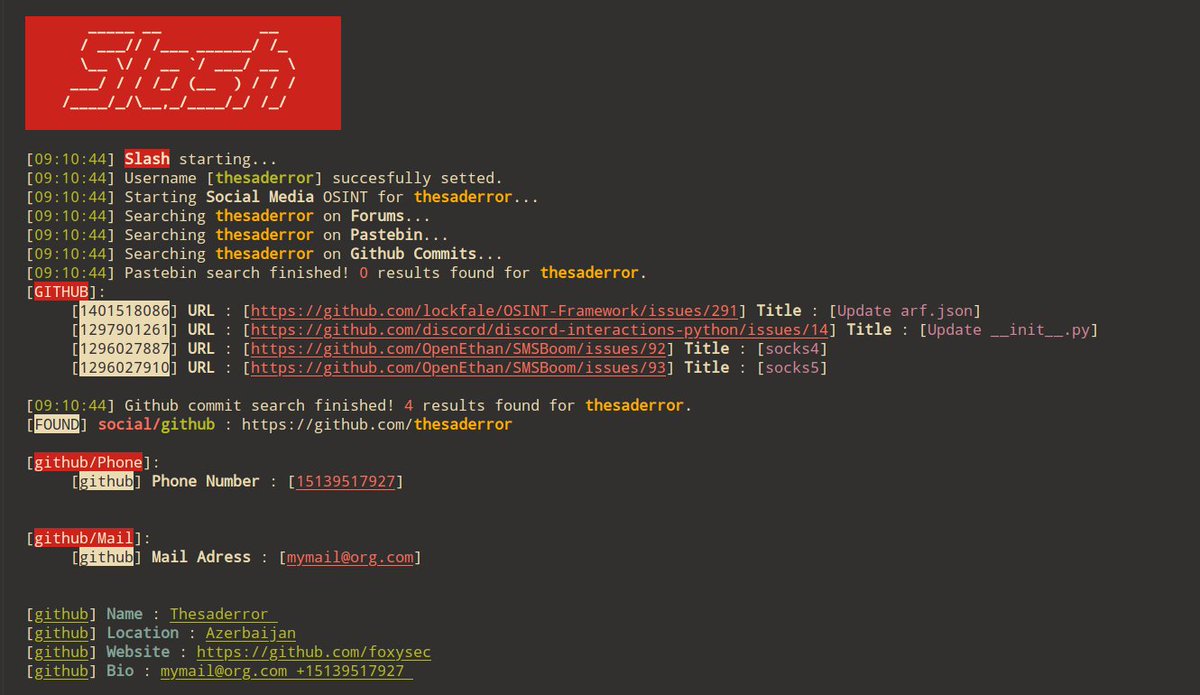 Slash
[09:10:44] Slash starting...
[09:10:44] Username [thesaderror] succesfully setted.
[09:10:44] Starting Social Media OSINT for thesaderror...
[09:10:44] Searching thesaderror on Forums...
[09:10:44] Searching thesaderror on Pastebin...
[09:10:44] Searching thesaderror on Github Commits...
[09:10:44] Pastebin search finished! 0 results found for thesaderror.
[GITHUB]:
[1401518086] URL : [https://github.com/lockfale/OSINT-Framework/issues/291] Title : [Update arf.json]
[1297901261] URL : [https://github.com/discord/discord-interactions-python/issues/14] Title : [Update __init__.py]
[1296027887] URL : [https://github.com/OpenEthan/SMSBoom/issues/92] Title : [socks4]
[1296027910] URL : [https://github.com/OpenEthan/SMSBoom/issues/93] Title : [socks5]
[09:10:44] Github commit search finished! 4 results found for thesaderror.
[FOUND] social/github : https://github.com/thesaderror
[github/Phone]:
[github] Phone Number : [15139517927]
[github/Mail]:
[github] Mail Adress : [mymail@org.com]
[github] Name : Thesaderror
[github] Location : Azerbaijan
[github] Website : https://github.com/foxysec
[github] Bio : mymail@org.com +15139517927